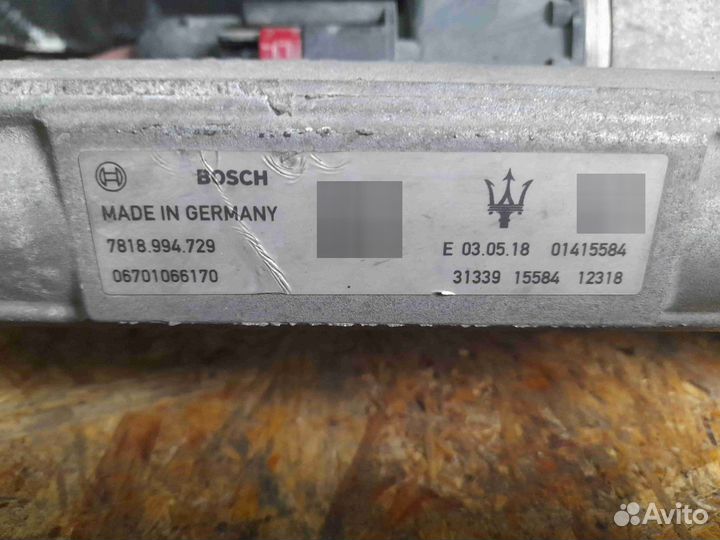 BOSCH
MADE IN GERMANY
7818.994.729
06701066170
E 03.05.18 01415584
31339 15584 12318
Avito